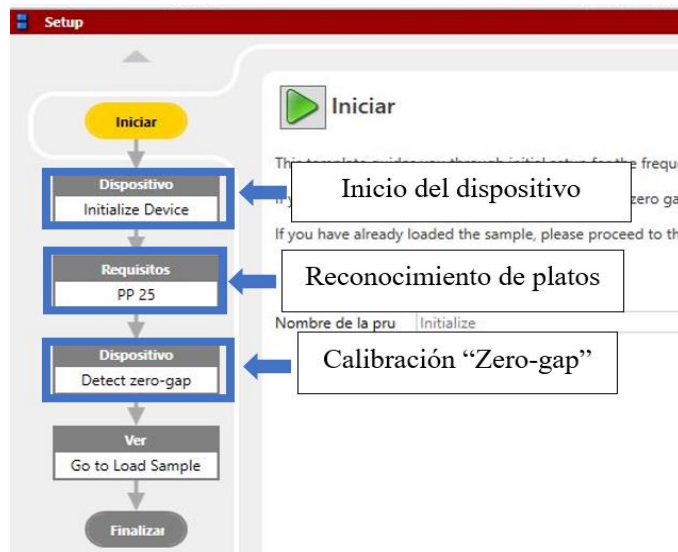 Setup
Iniciar
Dispositivo
Initialize Device
Requisitos
PP 25
Dispositivo
Detect zero-gap
Ver
Go to Load Sample
Finalizar
Iniciar
This template guides you through initial setup for the frequ
Inicio del dispositivo
zero ga
If you have already loaded the sample, please proceed to th
Reconocimiento de platos
Nombre de la pru Initialize
Calibración “Zero-gap”